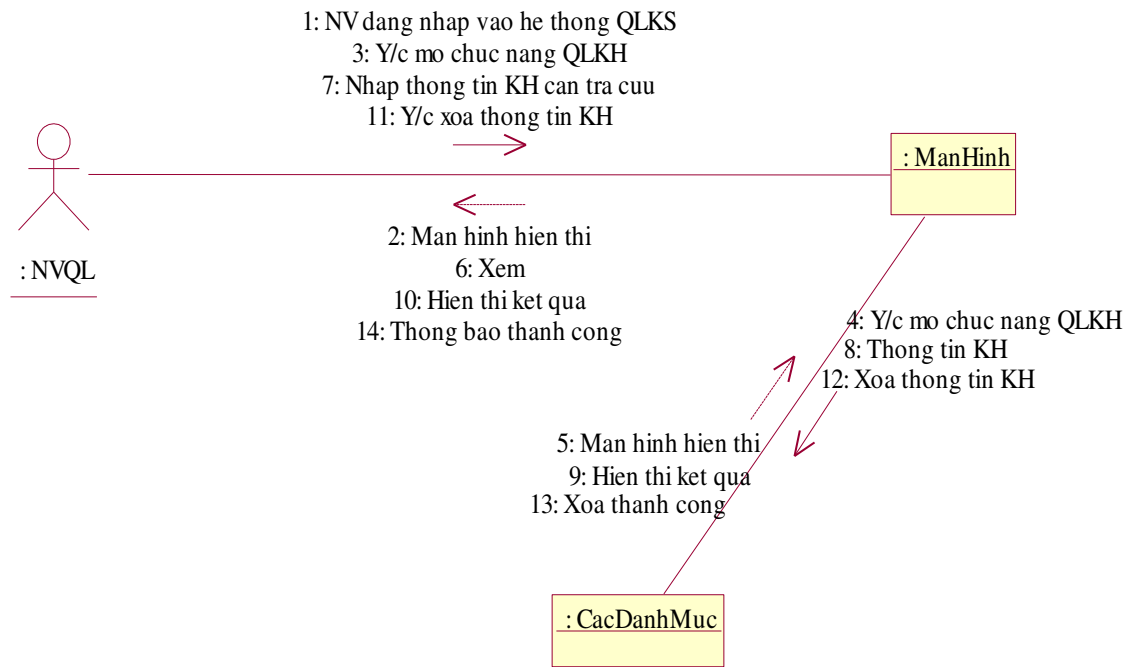 1: NV dang nhap vao he thong QLKS
3: Y/c mo chuc nang QLKH
7: Nhap thong tin KH can tra cuu
11: Y/c xoa thong tin KH
: ManHinh
: NVQL
2: Man hinh hien thi
6: Xem
10: Hien thi ket qua
14: Thong bao thanh cong
4: Y/c mo chuc nang QLKH
8: Thong tin KH
12: Xoa thong tin KH
5: Man hinh hien thi
9: Hien thi ket qua
13: Xoa thanh cong
: CacDanhMuc